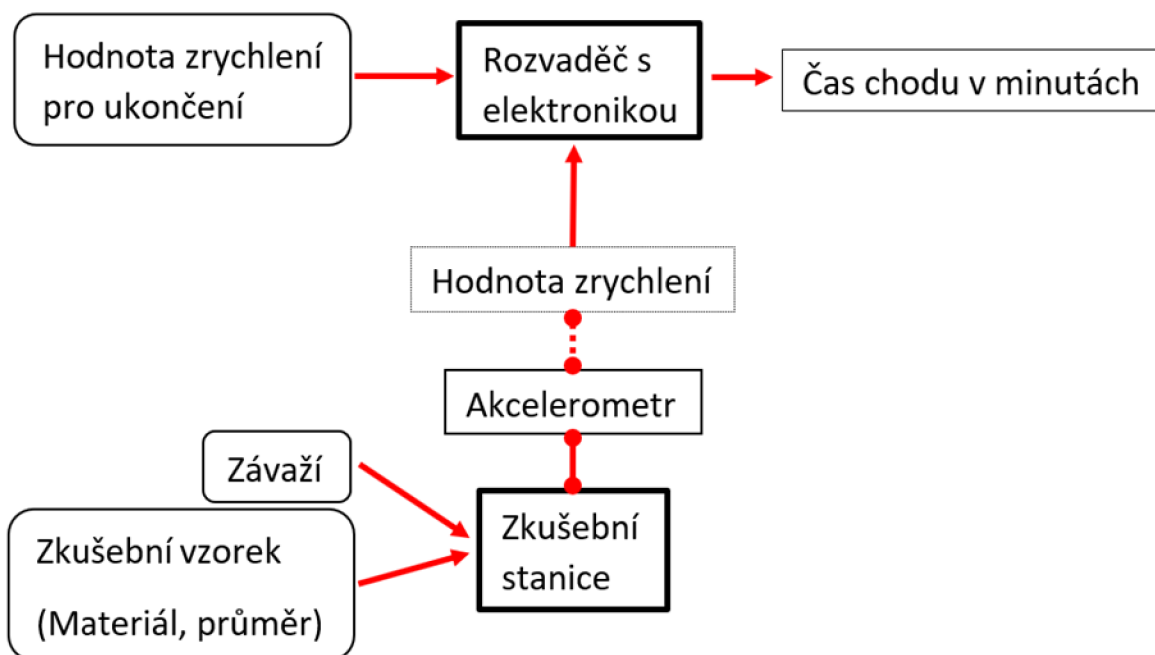 Hodnota zrychlení
pro ukončení
Rozvaděč s
elektronikou
Čas chodu v minutách
Hodnota zrychlení
Akcelerometr
Závaží
Zkušební vzorek
(Materiál, průměr)
Zkušební
stanice